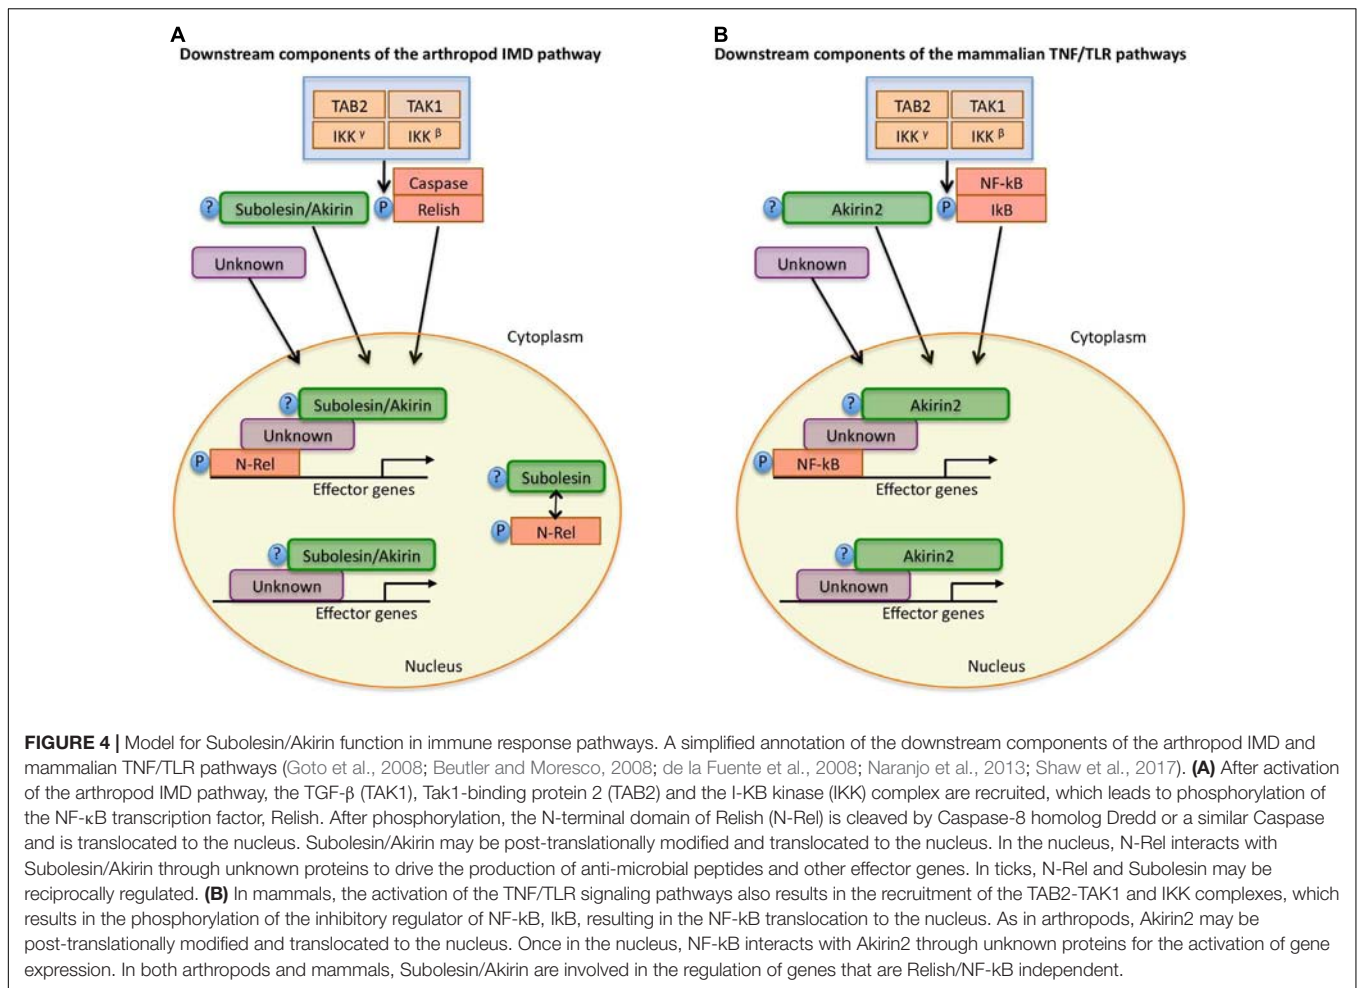 A
Downstream components of the arthropod IMD pathway
TAB2
TAK1
IKK γ
IKK β
Caspase
? Subolesin/Akirin
P Relish
Unknown
Cytoplasm
? Subolesin/Akirin
Unknown
P N-Rel
Effector genes
? Subolesin
P N-Rel
? Subolesin/Akirin
Unknown
Effector genes
Nucleus
B
Downstream components of the mammalian TNF/TLR pathways
TAB2
TAK1
IKK γ
IKK β
NF-kB
? Akirin2
P IkB
Unknown
Cytoplasm
? Akirin2
Unknown
P NF-kB
Effector genes
? Akirin2
Unknown
Effector genes
Nucleus
FIGURE 4 | Model for Subolesin/Akirin function in immune response pathways. A simplified annotation of the downstream components of the arthropod IMD and
mammalian TNF/TLR pathways (Goto et al., 2008; Beutler and Moresco, 2008; de la Fuente et al., 2008; Naranjo et al., 2013; Shaw et al., 2017). (A) After activation
of the arthropod IMD pathway, the TGF-β (TAK1), Tak1-binding protein 2 (TAB2) and the I-KB kinase (IKK) complex are recruited, which leads to phosphorylation of
the NF-κB transcription factor, Relish. After phosphorylation, the N-terminal domain of Relish (N-Rel) is cleaved by Caspase-8 homolog Dredd or a similar Caspase
and is translocated to the nucleus. Subolesin/Akirin may be post-translationally modified and translocated to the nucleus. In the nucleus, N-Rel interacts with
Subolesin/Akirin through unknown proteins to drive the production of anti-microbial peptides and other effector genes. In ticks, N-Rel and Subolesin may be
reciprocally regulated. (B) In mammals, the activation of the TNF/TLR signaling pathways also results in the recruitment of the TAB2-TAK1 and IKK complexes, which
results in the phosphorylation of the inhibitory regulator of NF-kB, IkB, resulting in the NF-kB translocation to the nucleus. As in arthropods, Akirin2 may be
post-translationally modified and translocated to the nucleus. Once in the nucleus, NF-kB interacts with Akirin2 through unknown proteins for the activation of gene
expression. In both arthropods and mammals, Subolesin/Akirin are involved in the regulation of genes that are Relish/NF-kB independent.